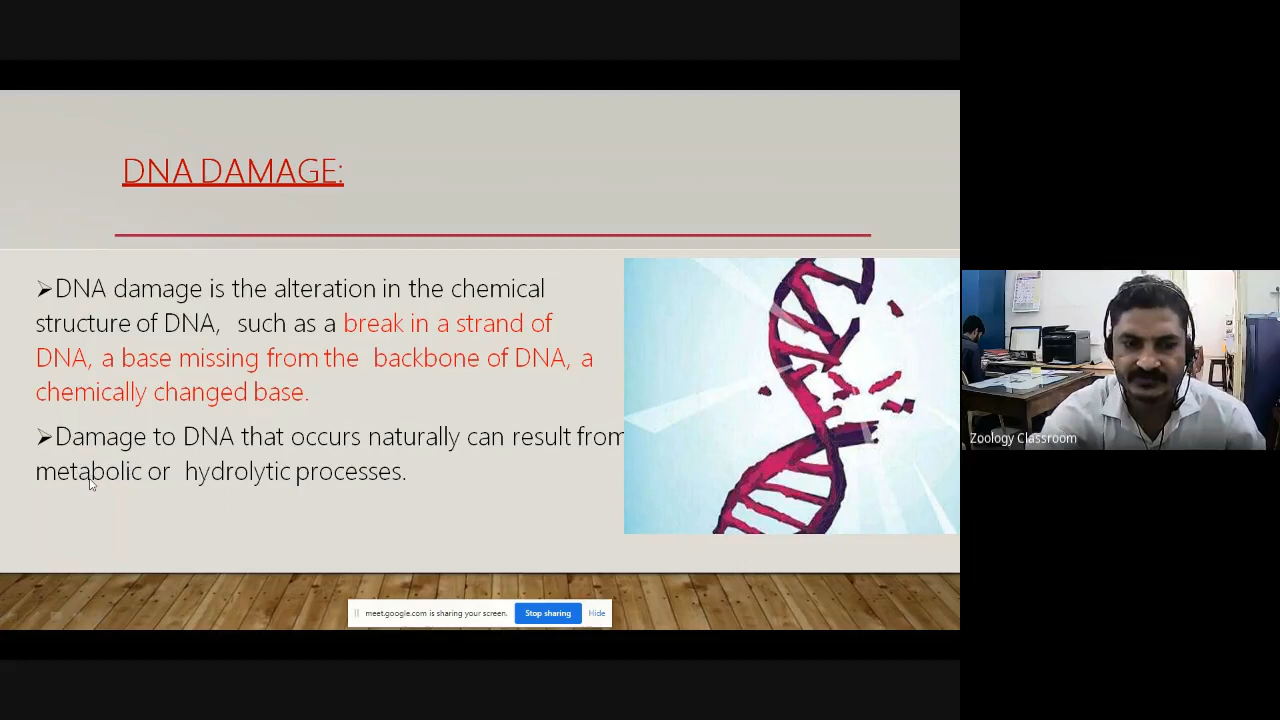 DNA DAMAGE:
➢DNA damage is the alteration in the chemical
structure of DNA, such as a break in a strand of
DNA, a base missing from the backbone of DNA, a
chemically changed base.
➢Damage to DNA that occurs naturally can result from
metabolic or hydrolytic processes.
meet.google.com is sharing your screen. Stop sharing Hide
Zoology Classroom